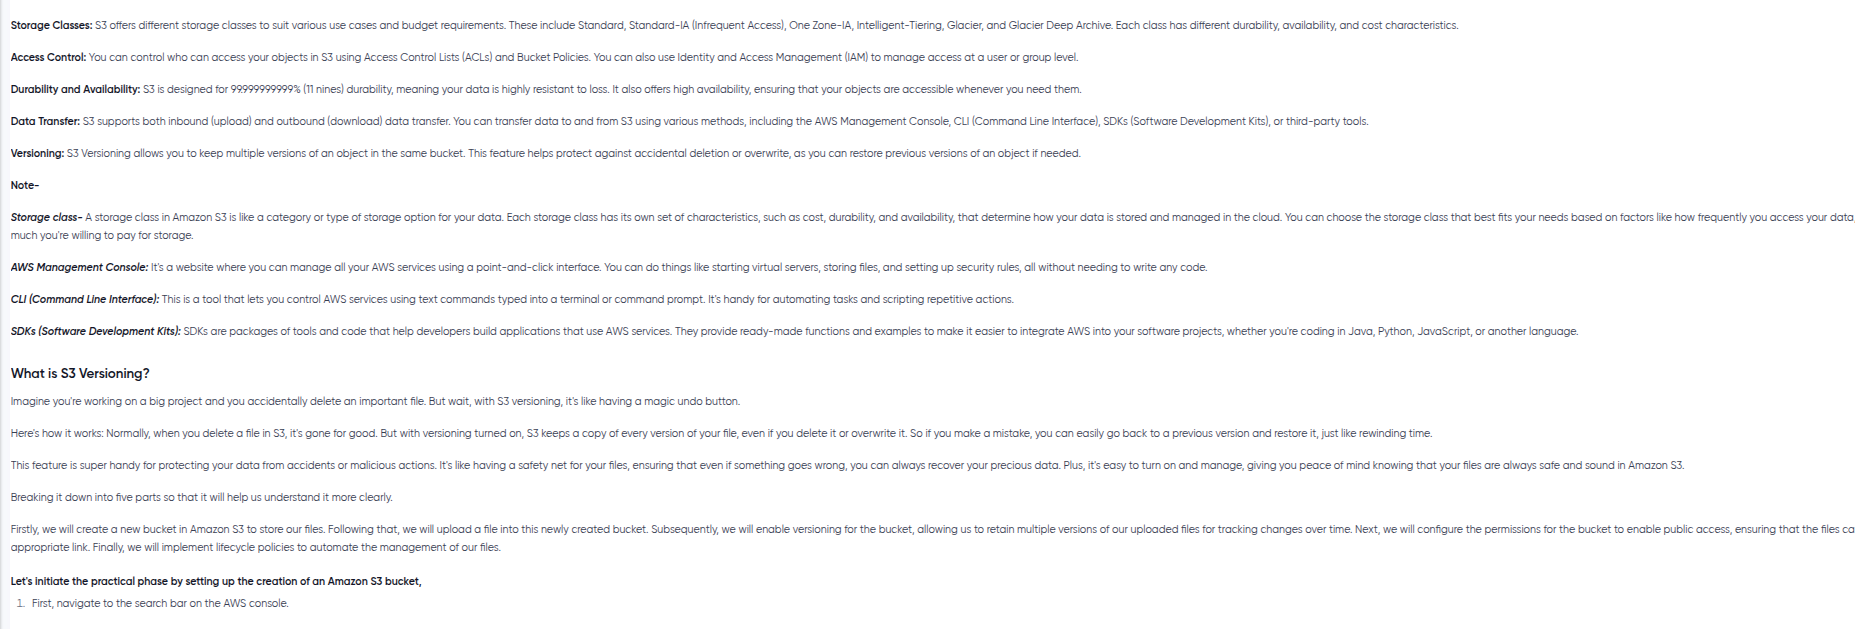 Storage Classes: S3 offers different storage classes to suit various use cases and budget requirements. These include Standard, Standard-IA (Infrequent Access), One Zone-IA, Intelligent-Tiering, Glacier, and Glacier Deep Archive. Each class has different durability, availability, and cost characteristics.
Access Control: You can control who can access your objects in S3 using Access Control Lists (ACLs) and Bucket Policies. You can also use Identity and Access Management (IAM) to manage access at a user or group level.
Durability and Availability: S3 is designed for 99.999999999% (11 nines) durability, meaning your data is highly resistant to loss. It also offers high availability, ensuring that your objects are accessible whenever you need them.
Data Transfer: S3 supports both inbound (upload) and outbound (download) data transfer. You can transfer data to and from S3 using various methods, including the AWS Management Console, CLI (Command Line Interface), SDKs (Software Development Kits), or third-party tools.
Versioning: S3 Versioning allows you to keep multiple versions of an object in the same bucket. This feature helps protect against accidental deletion or overwrite, as you can restore previous versions of an object if needed.
Note-
Storage class- A storage class in Amazon S3 is like a category or type of storage option for your data. Each storage class has its own set of characteristics, such as cost, durability, and availability, that determine how your data is stored and managed in the cloud. You can choose the storage class that best fits your needs based on factors like how frequently you access your data
much you're willing to pay for storage.
AWS Management Console: It's a website where you can manage all your AWS services using a point-and-click interface. You can do things like starting virtual servers, storing files, and setting up security rules, all without needing to write any code.
CLI (Command Line Interface): This is a tool that lets you control AWS services using text commands typed into a terminal or command prompt. It's handy for automating tasks and scripting repetitive actions.
SDKs (Software Development Kits): SDKs are packages of tools and code that help developers build applications that use AWS services. They provide ready-made functions and examples to make it easier to integrate AWS into your software projects, whether you're coding in Java, Python, JavaScript, or another language.
What is S3 Versioning?
Imagine you're working on a big project and you accidentally delete an important file. But wait, with S3 versioning, it's like having a magic undo button.
Here's how it works: Normally, when you delete a file in S3, it's gone for good. But with versioning turned on, S3 keeps a copy of every version of your file, even if you delete it or overwrite it. So if you make a mistake, you can easily go back to a previous version and restore it, just like rewinding time.
This feature is super handy for protecting your data from accidents or malicious actions. It's like having a safety net for your files, ensuring that even if something goes wrong, you can always recover your precious data. Plus, it's easy to turn on and manage, giving you peace of mind knowing that your files are always safe and sound in Amazon S3.
Breaking it down into five parts so that it will help us understand it more clearly.
Firstly, we will create a new bucket in Amazon S3 to store our files. Following that, we will upload a file into this newly created bucket. Subsequently, we will enable versioning for the bucket, allowing us to retain multiple versions of our uploaded files for tracking changes over time. Next, we will configure the permissions for the bucket to enable public access, ensuring that the files ca
appropriate link. Finally, we will implement lifecycle policies to automate the management of our files.
Let's initiate the practical phase by setting up the creation of an Amazon S3 bucket,
1. First, navigate to the search bar on the AWS console.